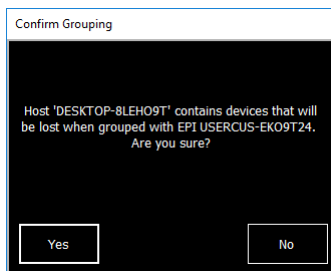 Confirm Grouping
Host 'DESKTOP-8LEHO9T' contains devices that will
be lost when grouped with EPI USERCUS-EKO9T24.
Are you sure?
Yes
No